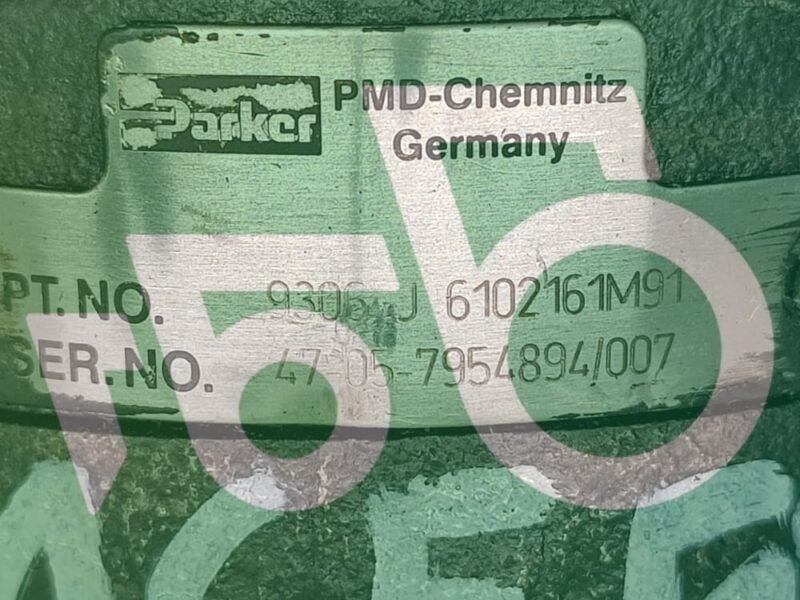 Parker PMD-Chemnitz
Germany
PT. NO. 9306-J 6102161M91
SER. NO. 47-05-7954894/007